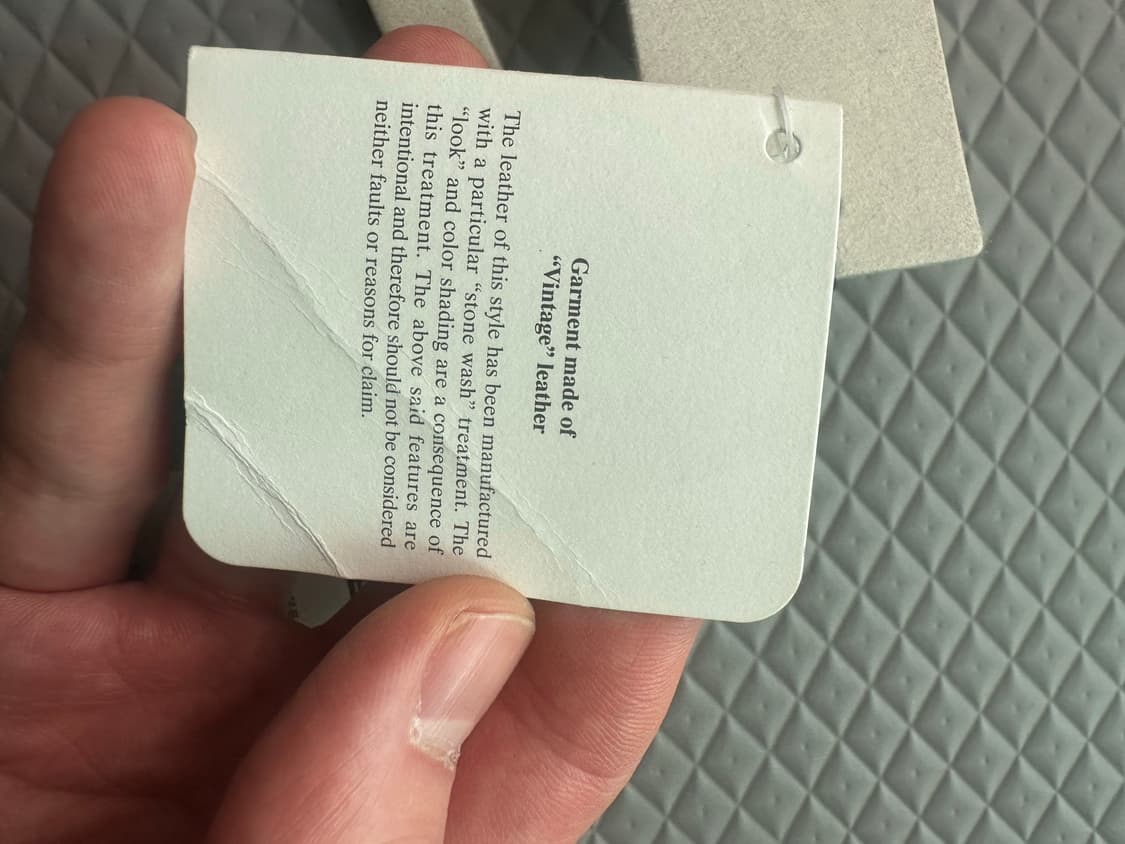 Garment made of
“Vintage” leather
The leather of this style has been manufactured
with a particular “stone wash” treatment. The
“look” and color shading are a consequence of
this treatment. The above said features are
intentional and therefore should not be considered
neither faults or reasons for claim.